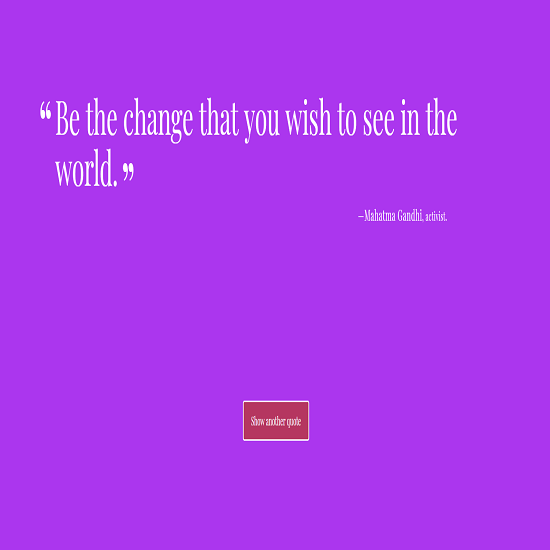 “Be the change that you wish to see in the
world.”
–Mahatma Gandhi, activist.
Show another quote